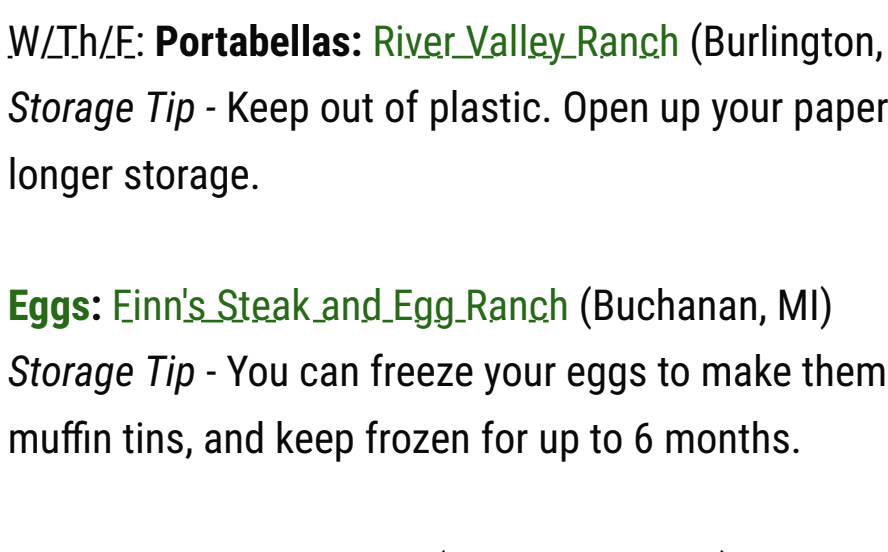 W/Th/F: Portabellas: River Valley Ranch (Burlington,
Storage Tip - Keep out of plastic. Open up your paper
longer storage.
Eggs: Finn's Steak and Egg Ranch (Buchanan, MI)
Storage Tip - You can freeze your eggs to make them
muffin tins, and keep frozen for up to 6 months.